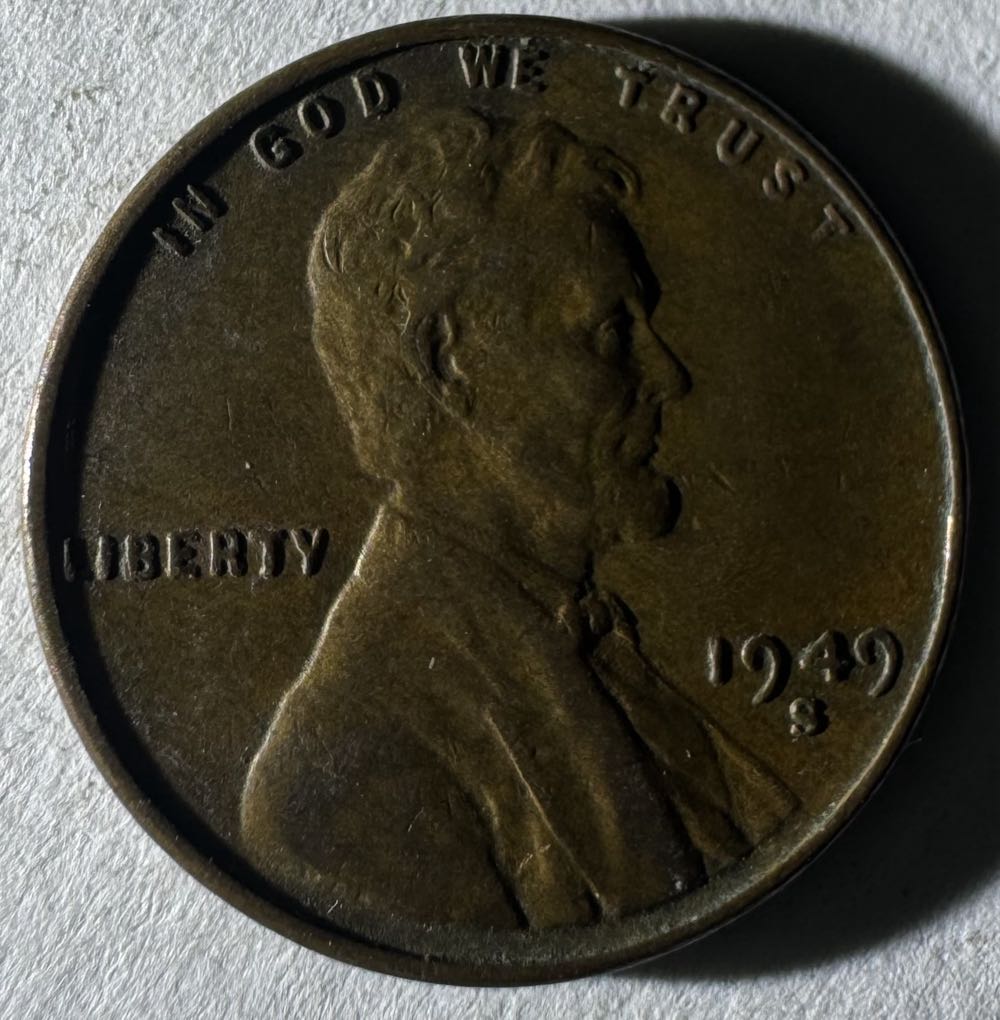 IN GOD WE TRUST
LIBERTY
1949
S